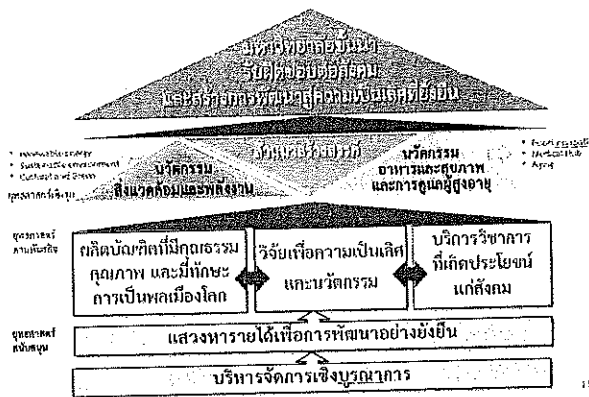 มหาวิทยาลัยชั้นนำ
รับผิดชอบต่อสังคม
และสร้างการพัฒนาสู่ความเป็นเลิศที่ยั่งยืน
Renewable energy
Sustainable environment
Cultural and Green
ยุทธศาสตร์เชิงรุก
นวัตกรรม
สิ่งแวดล้อมและพลังงาน
นวัตกรรม
อาหารและสุขภาพ
และการดูแลผู้สูงอายุ
Medical Hub
Aging
ยุทธศาสตร์
ตามพันธกิจ
ผลิตบัณฑิตที่มีคุณธรรม
คุณภาพ และมีทักษะ
การเป็นพลเมืองโลก
วิจัยเพื่อความเป็นเลิศ
และนวัตกรรม
บริการวิชาการ
ที่เกิดประโยชน์
แก่สังคม
ยุทธศาสตร์
สนับสนุน
แสวงหารายได้เพื่อการพัฒนาอย่างยั่งยืน
บริหารจัดการเชิงบูรณาการ